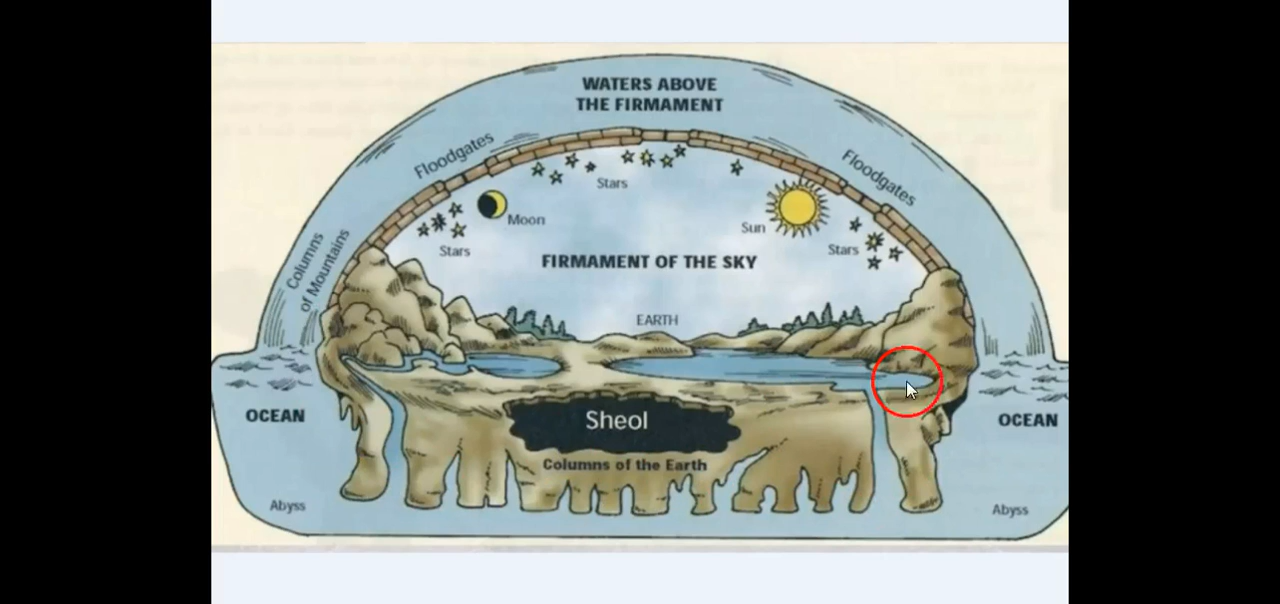 WATERS ABOVE
THE FIRMAMENT
Floodgates
Floodgates
Stars
Moon
Sun
Stars
Stars
Columns
of Mountains
FIRMAMENT OF THE SKY
EARTH
OCEAN
Sheol
OCEAN
Columns of the Earth
Abyss
Abyss